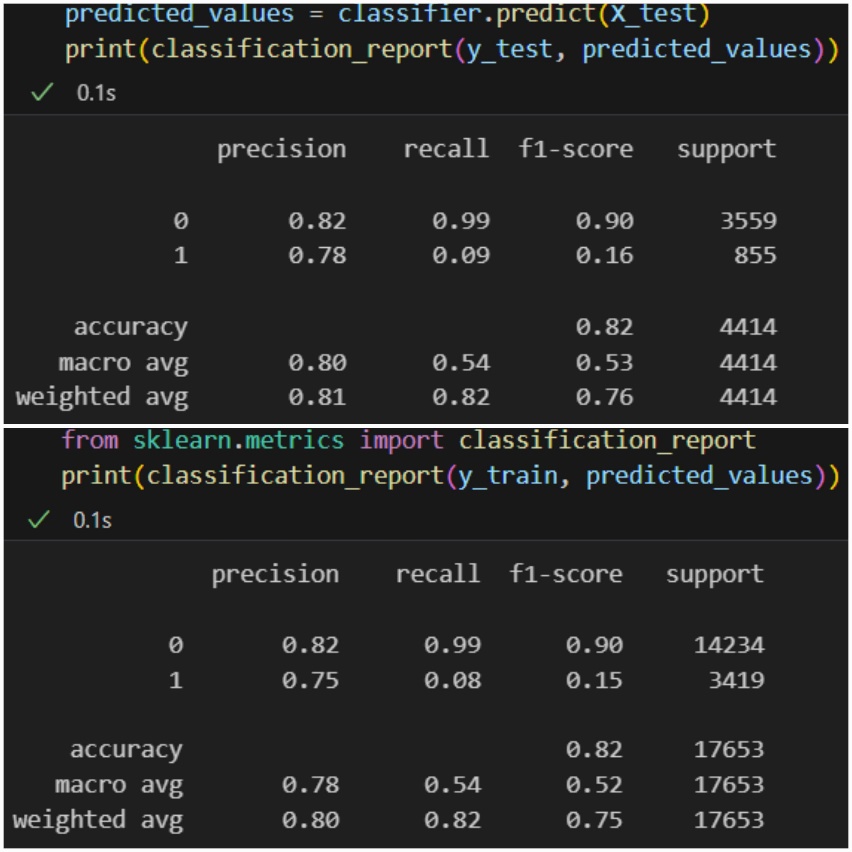 predicted_values = classifier.predict(X_test)
print(classification_report(y_test, predicted_values))
0.1s
precision recall f1-score support
0 0.82 0.99 0.90 3559
1 0.78 0.09 0.16 855
accuracy 0.82 4414
macro avg 0.80 0.54 0.53 4414
weighted avg 0.81 0.82 0.76 4414
from sklearn.metrics import classification_report
print(classification_report(y_train, predicted_values))
0.1s
precision recall f1-score support
0 0.82 0.99 0.90 14234
1 0.75 0.08 0.15 3419
accuracy 0.82 17653
macro avg 0.78 0.54 0.52 17653
weighted avg 0.80 0.82 0.75 17653